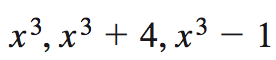 x³, x³ + 4, x³ − 1